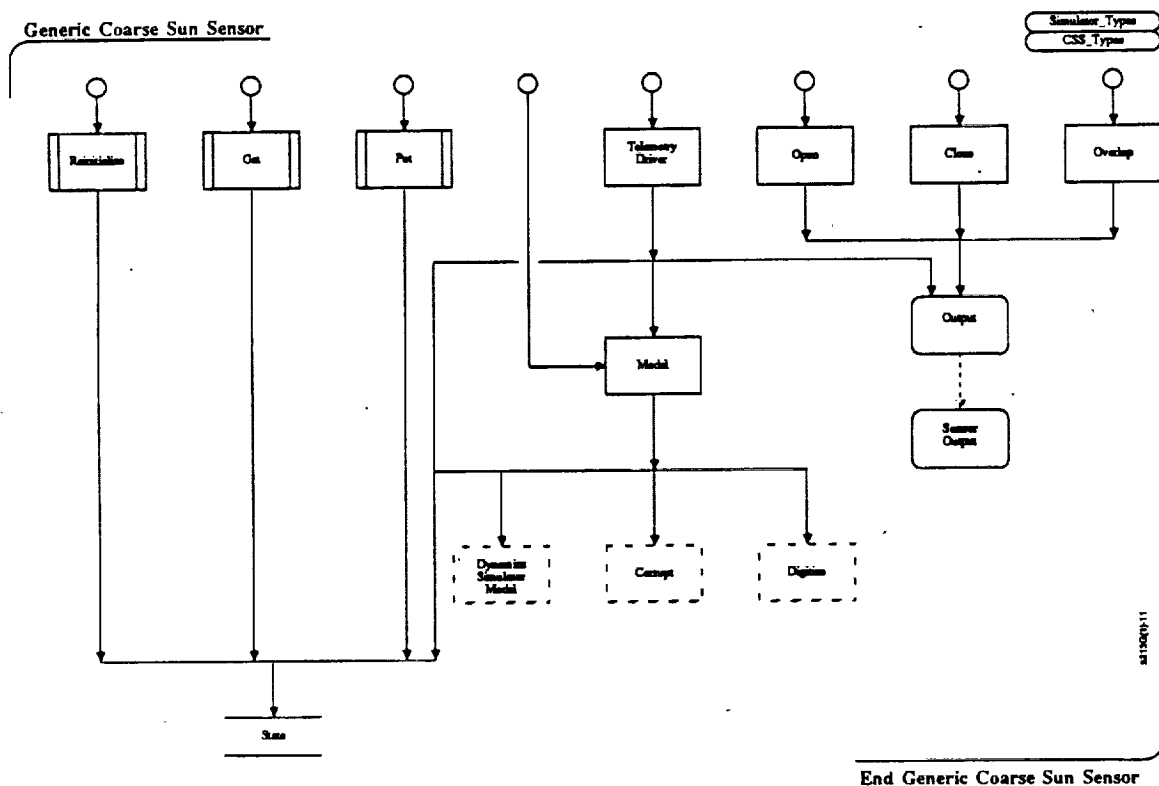 Generic Coarse Sun Sensor
Simulator_Types
CSS_Types
Reinitialize
Get
Put
Telemetry
Driver
Open
Close
Overlap
Output
Model
Sensor
Output
Dynamics
Simulator
Model
Corrupt
Digitize
State
End Generic Coarse Sun Sensor